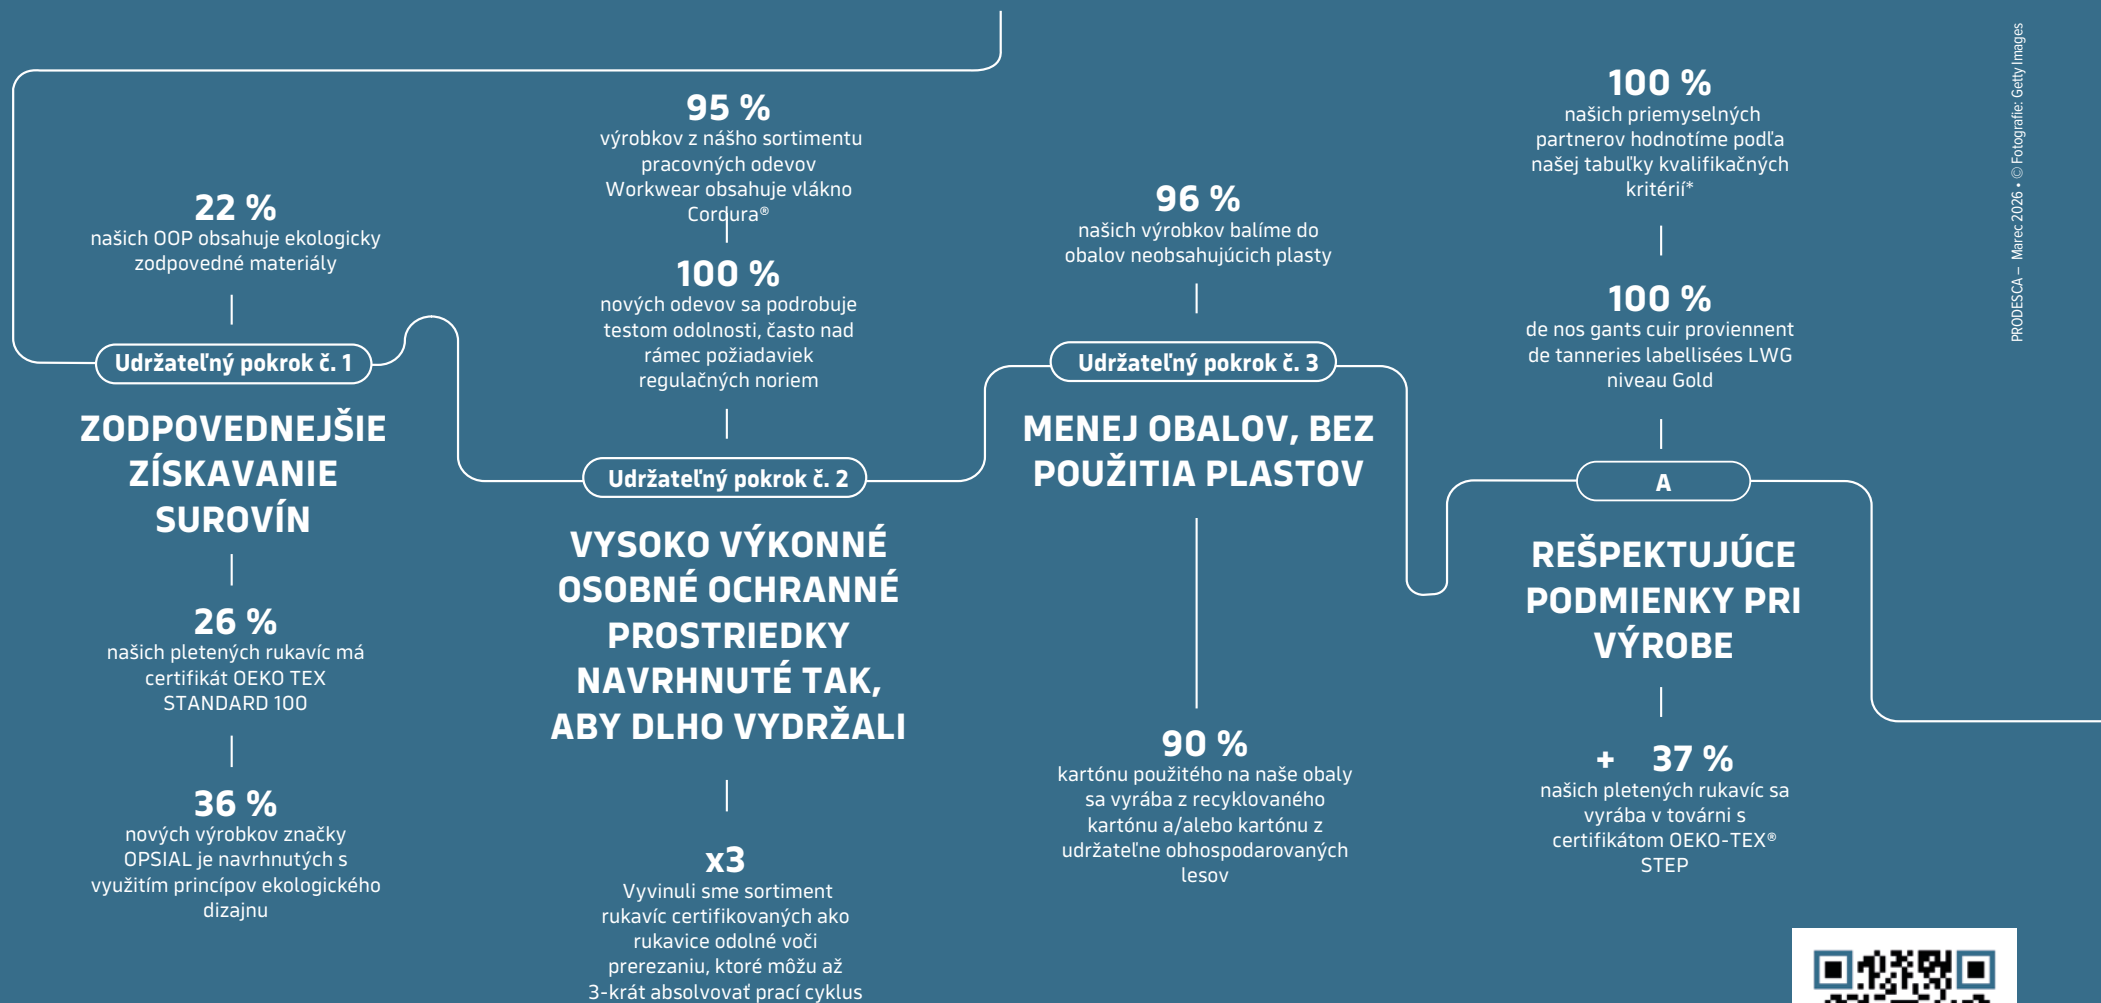 22 %
našich OOP obsahuje ekologicky
zodpovedné materiály
Udržateľný pokrok č. 1
ZODPOVEDNEJŠIE
ZÍSKAVANIE
SUROVÍN
26 %
našich pletených rukavíc má
certifikát OEKO TEX
STANDARD 100
36 %
nových výrobkov značky
OPSIAL je navrhnutých s
využitím princípov ekologického
dizajnu
95 %
výrobkov z nášho sortimentu
pracovných odevov
Workwear obsahuje vlákno
Cordura®
100 %
nových odevov sa podrobuje
testom odolnosti, často nad
rámec požiadaviek
regulačných noriem
Udržateľný pokrok č. 2
VYSOKO VÝKONNÉ
OSOBNÉ OCHRANNÉ
PROSTRIEDKY
NAVRHNUTÉ TAK,
ABY DLHO VYDRŽALI
x3
Vyvinuli sme sortiment
rukavíc certifikovaných ako
rukavice odolné voči
prerezaniu, ktoré môžu až
3-krát absolvovať prací cyklus
96 %
našich výrobkov balíme do
obalov neobsahujúcich plasty
Udržateľný pokrok č. 3
MENEJ OBALOV, BEZ
POUŽITIA PLASTOV
90 %
kartónu použitého na naše obaly
sa vyrába z recyklovaného
kartónu a/alebo kartónu z
udržateľne obhospodarovaných
lesov
100 %
našich priemyselných
partnerov hodnotíme podľa
našej tabuľky kvalifikačných
kritérií*
100 %
de nos gants cuir proviennent
de tanneries labellisées LWG
niveau Gold
A
REŠPEKTUJÚCE
PODMIENKY PRI
VÝROBE
+ 37 %
našich pletených rukavíc sa
vyrába v továrni s
certifikátom OEKO-TEX®
STEP
PRODESCA – Marec 2026 • © Fotografie: Getty Images